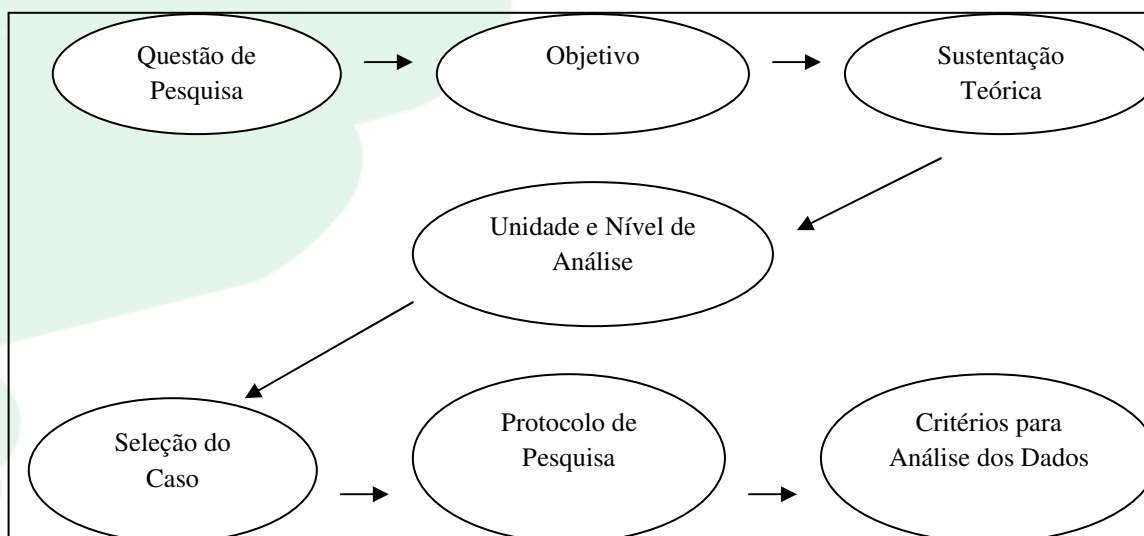 Questão de
Pesquisa
Objetivo
Sustentação
Teórica
Unidade e Nível de
Análise
Seleção do
Caso
Protocolo de
Pesquisa
Critérios para
Análise dos Dados